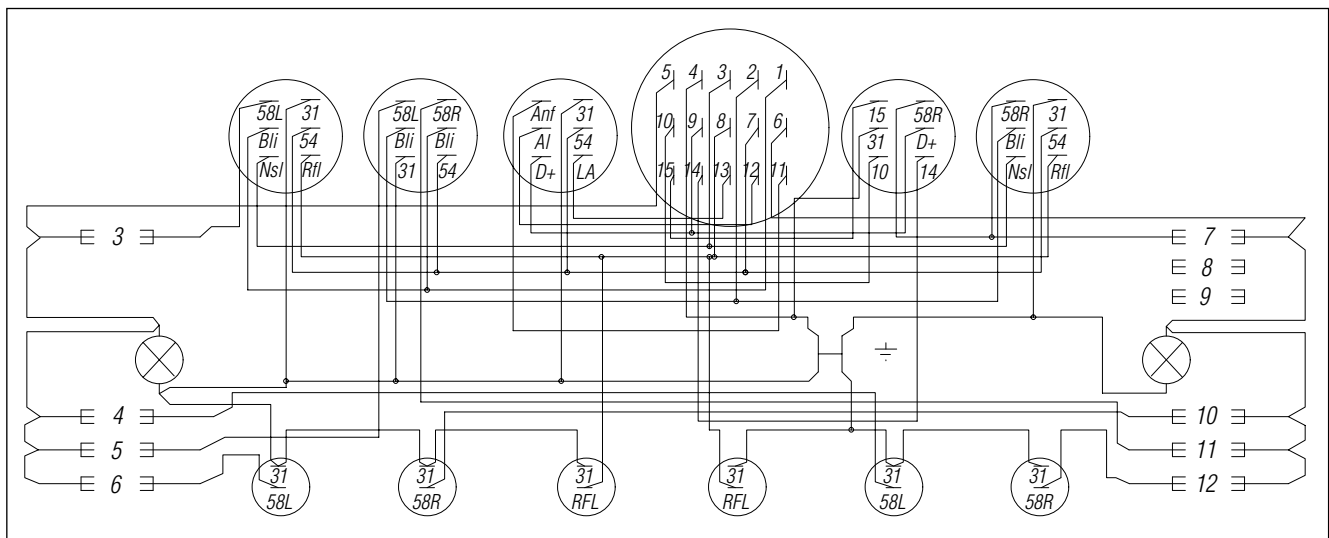 5 4 3 2 1
58L 31 58L 58R Anf 31 10 9 8 7 6 15 58R 58R 31
Bli 54 Bli Bli Al 54 31 D+ Bli 54
Nsl Rfl 31 54 D+ LA 15 14 13 12 11 10 14 Nsl Rfl
3 7
8
9
4 10
5 11
6 31 31 31 31 31 31 12
58L 58R RFL RFL 58L 58R